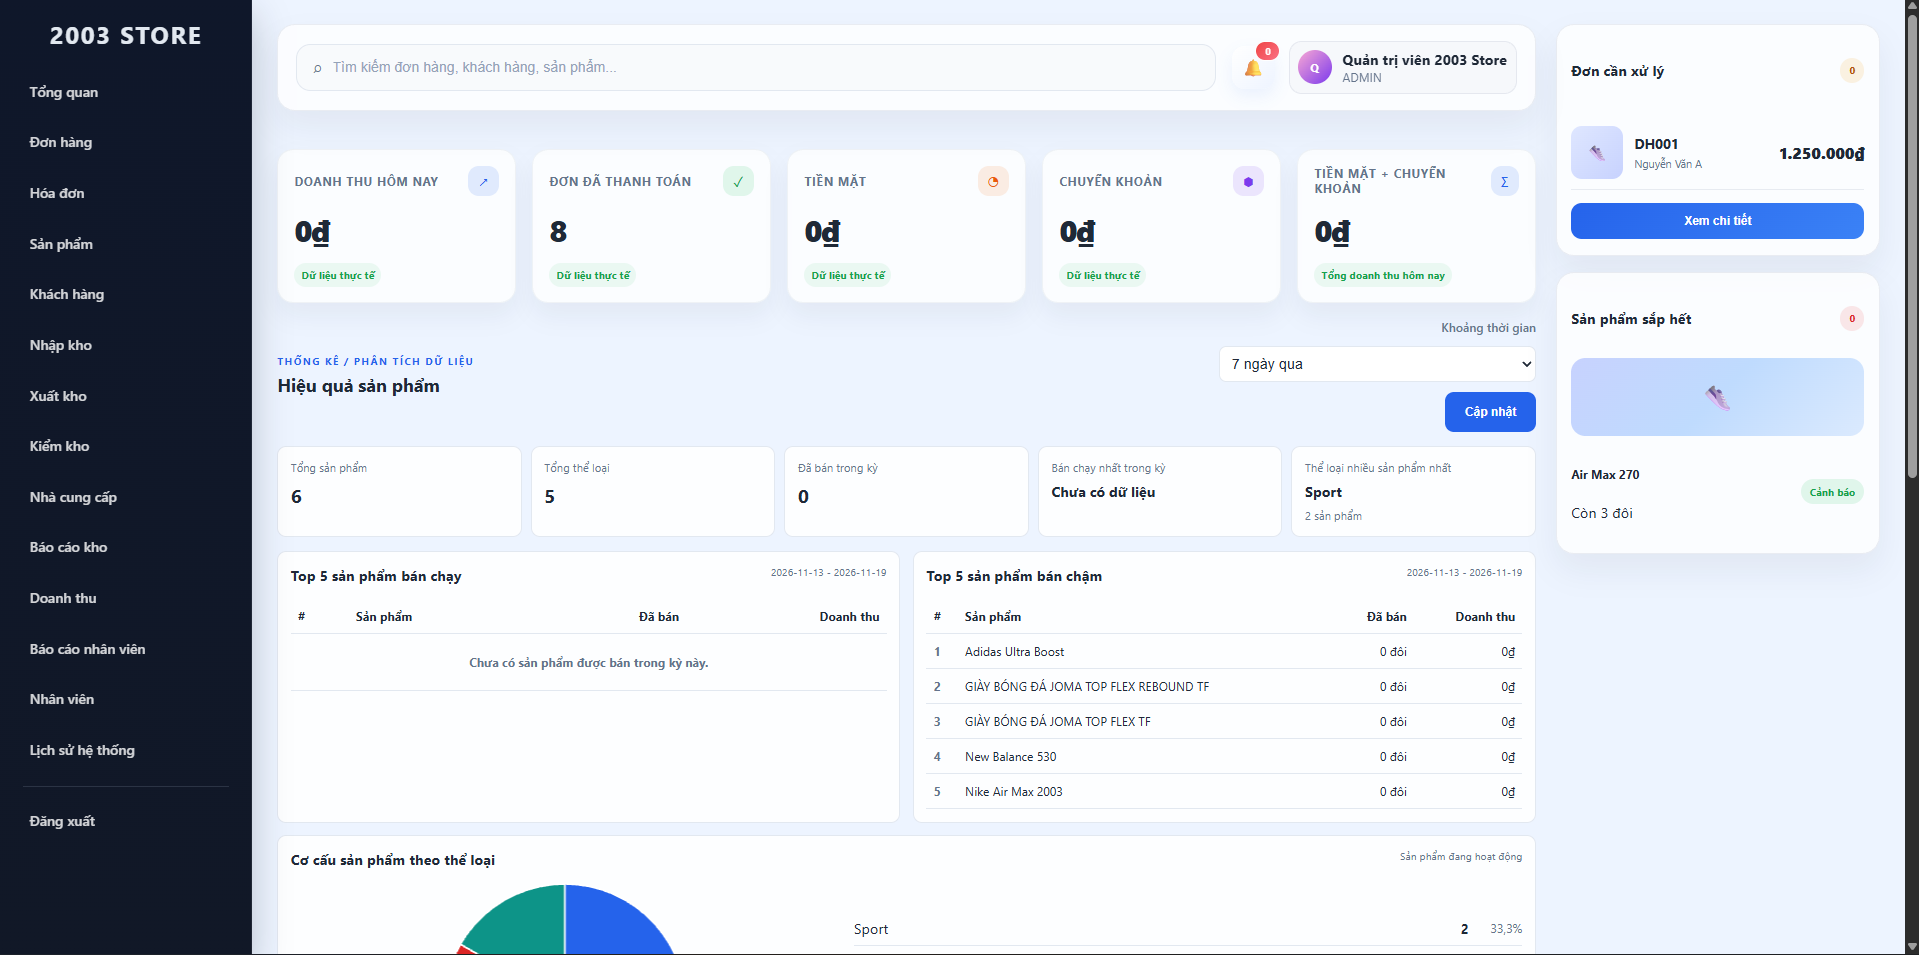 2003 STORE
Tổng quan
Đơn hàng
Hóa đơn
Sản phẩm
Khách hàng
Nhập kho
Xuất kho
Kiểm kho
Nhà cung cấp
Báo cáo kho
Doanh thu
Báo cáo nhân viên
Nhân viên
Lịch sử hệ thống
Đăng xuất
Tìm kiếm đơn hàng, khách hàng, sản phẩm...
0
Q
Quản trị viên 2003 Store
ADMIN
DOANH THU HÔM NAY
0₫
Dữ liệu thực tế
ĐƠN ĐÃ THANH TOÁN
8
Dữ liệu thực tế
TIỀN MẶT
0₫
Dữ liệu thực tế
CHUYỂN KHOẢN
0₫
Dữ liệu thực tế
TIỀN MẶT + CHUYỂN
KHOẢN
Σ
0₫
Tổng doanh thu hôm nay
THỐNG KÊ / PHÂN TÍCH DỮ LIỆU
Hiệu quả sản phẩm
Khoảng thời gian
7 ngày qua
Cập nhật
Tổng sản phẩm
6
Tổng thể loại
5
Đã bán trong kỳ
0
Bán chạy nhất trong kỳ
Chưa có dữ liệu
Thể loại nhiều sản phẩm nhất
Sport
2 sản phẩm
Top 5 sản phẩm bán chạy
2026-11-13 - 2026-11-19
# Sản phẩm Đã bán Doanh thu
Chưa có sản phẩm được bán trong kỳ này.
Top 5 sản phẩm bán chậm
2026-11-13 - 2026-11-19
# Sản phẩm Đã bán Doanh thu
1 Adidas Ultra Boost 0 đôi 0₫
2 GIÀY BÓNG ĐÁ JOMA TOP FLEX REBOUND TF 0 đôi 0₫
3 GIÀY BÓNG ĐÁ JOMA TOP FLEX TF 0 đôi 0₫
4 New Balance 530 0 đôi 0₫
5 Nike Air Max 2003 0 đôi 0₫
Cơ cấu sản phẩm theo thể loại
Sản phẩm đang hoạt động
Sport 2 33,3%
Đơn cần xử lý
0
DH001
Nguyễn Văn A
1.250.000₫
Xem chi tiết
Sản phẩm sắp hết
0
Air Max 270
Cảnh báo
Còn 3 đôi